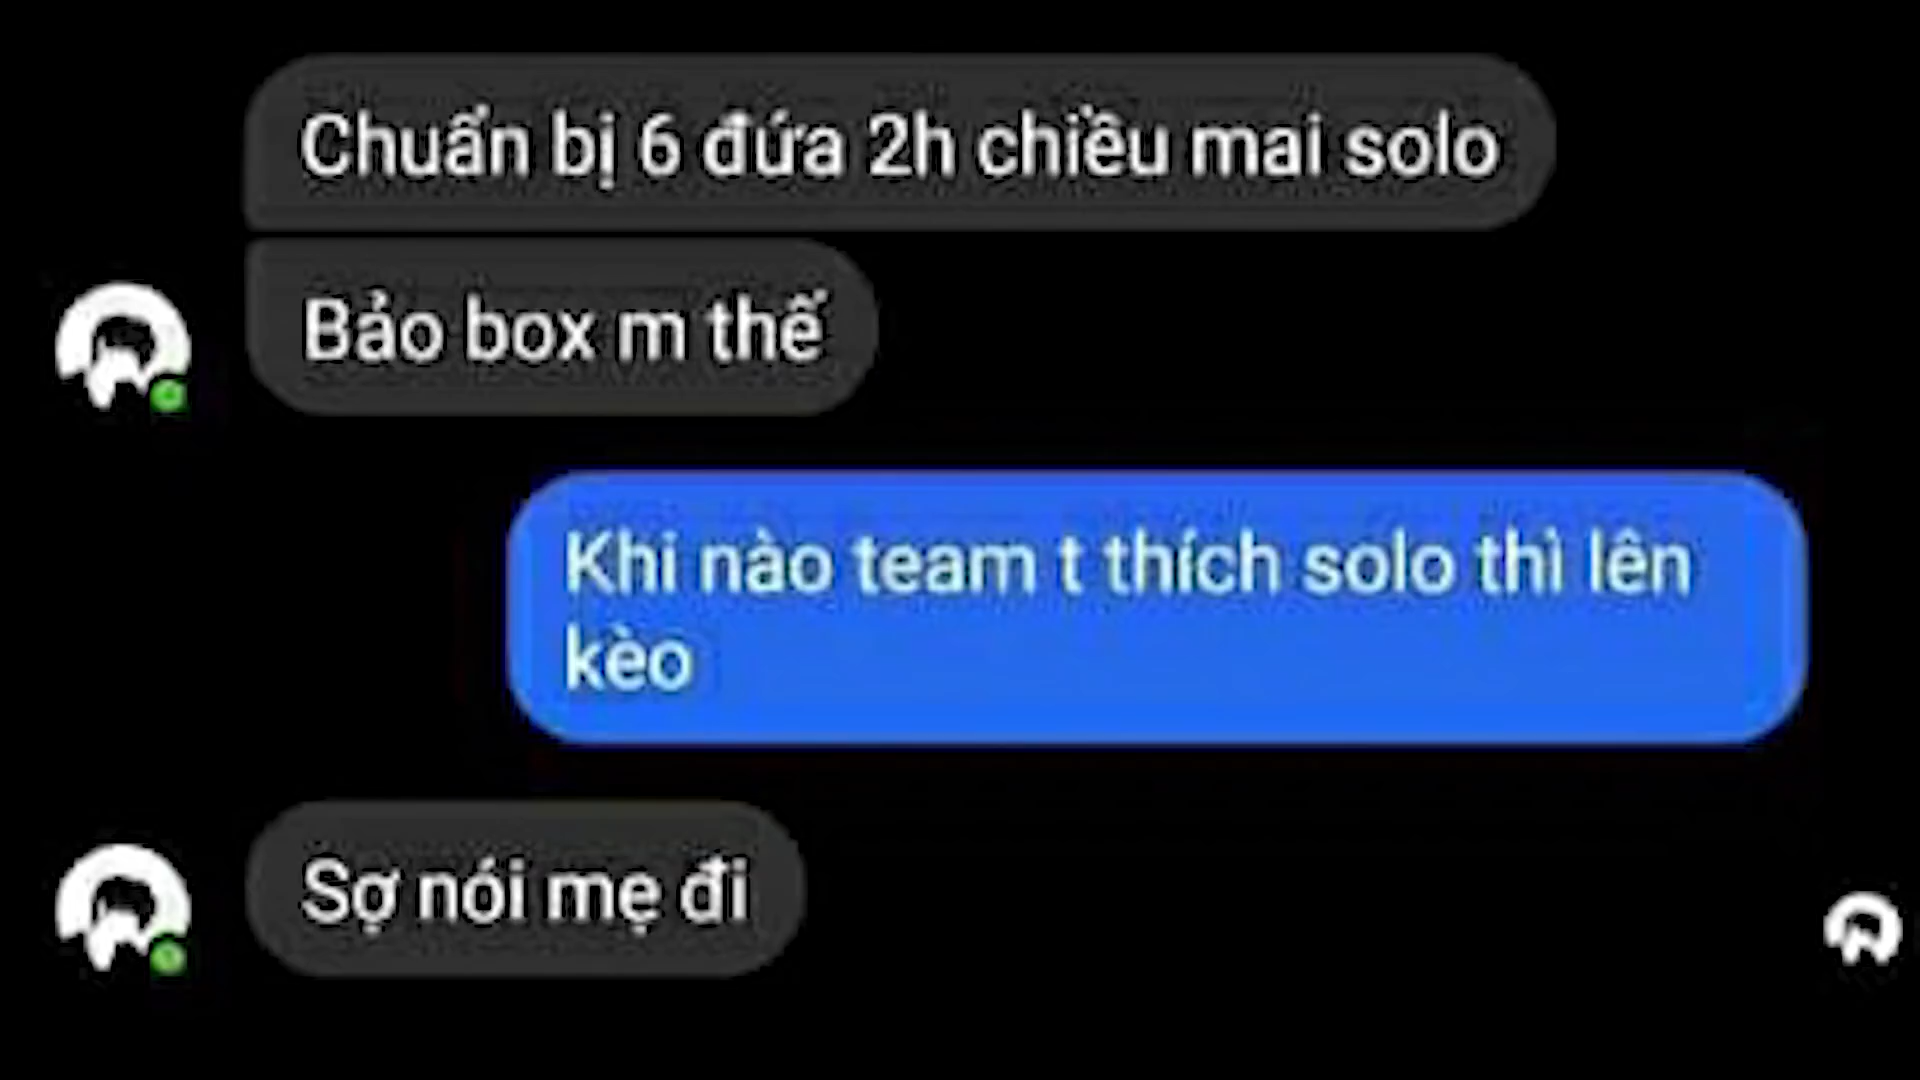 Chuẩn bị 6 đứa 2h chiều mai solo
Bảo box m thế
Khi nào team t thích solo thì lên
kèo
Sợ nói mẹ đi